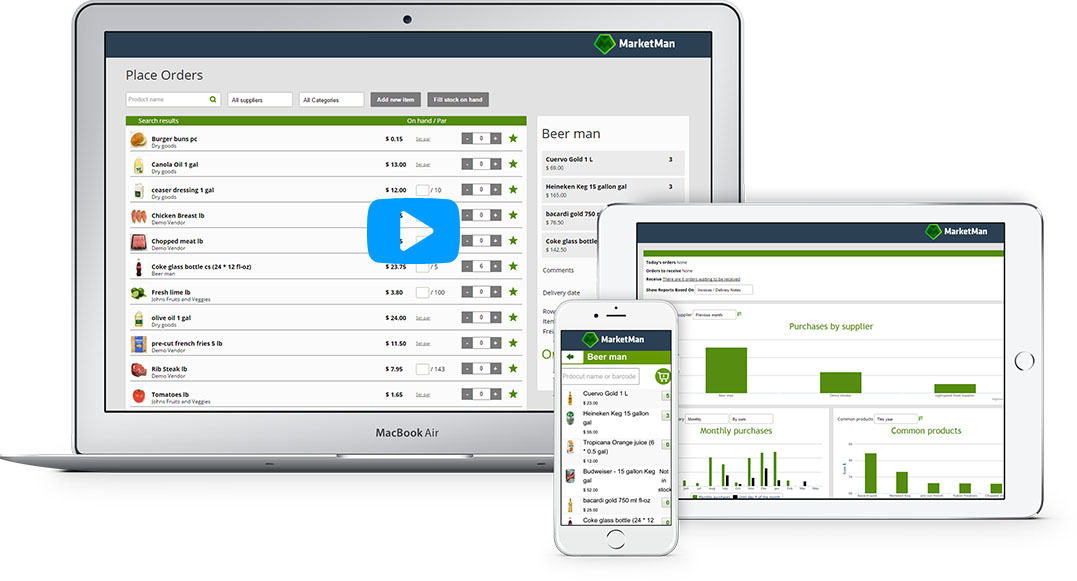 MarketMan
Place Orders
Product name
All suppliers
All Categories
Add new item
Fill stock on hand
Search results
On hand / Par
Burger buns pc
Dry goods
$ 0.15
Set par
- 0 +
Canola Oil 1 gal
Dry goods
$ 13.00
Set par
- 0 +
ceaser dressing 1 gal
Dry goods
$ 12.00
/ 10
- 0 +
Chicken Breast lb
Demo Vendor
- 0 +
Chopped meat lb
Demo Vendor
- 0 +
Coke glass bottle cs (24 * 12 fl-oz)
Beer man
$ 23.75
/ 5
- 6 +
Fresh lime lb
Johns Fruits and Veggies
$ 3.80
/ 100
- 0 +
olive oil 1 gal
Dry goods
$ 24.00
Set par
- 0 +
pre-cut french fries 5 lb
Demo Vendor
$ 11.50
Set par
- 0 +
Rib Steak lb
Demo Vendor
$ 7.95
/ 143
- 0 +
Tomatoes lb
Johns Fruits and Veggies
$ 1.65
Set par
- 0 +
Beer man
Cuervo Gold 1 L 3
$ 69.00
Heineken Keg 15 gallon gal 3
$ 165.00
bacardi gold 750
$ 76.50
Coke glass bottle
$ 142.50
Comments
Delivery date
MacBook Air
MarketMan
Today's orders None
Orders to receive None
Receive There are 6 orders waiting to be received
Show Reports Based On Invoices / Delivery Notes
Previous month
Purchases by supplier
Beer man
Demo Vendor
Monthly
By sum
Monthly purchases
Monthly purchases
Common products
This year
Common products
MarketMan
Beer man
Prdocut name or barcode
Cuervo Gold 1 L
$ 23.00
5
Heineken Keg 15 gallon
gal
$ 55.00
3
Tropicana Orange juice (6
* 0.5 gal)
$ 12.00
0
Budweiser - 15 gallon Keg
gal
$ 52.00
Not
in
stock
bacardi gold 750 ml fl-oz
$ 25.50
0
Coke glass bottle (24 * 12
0